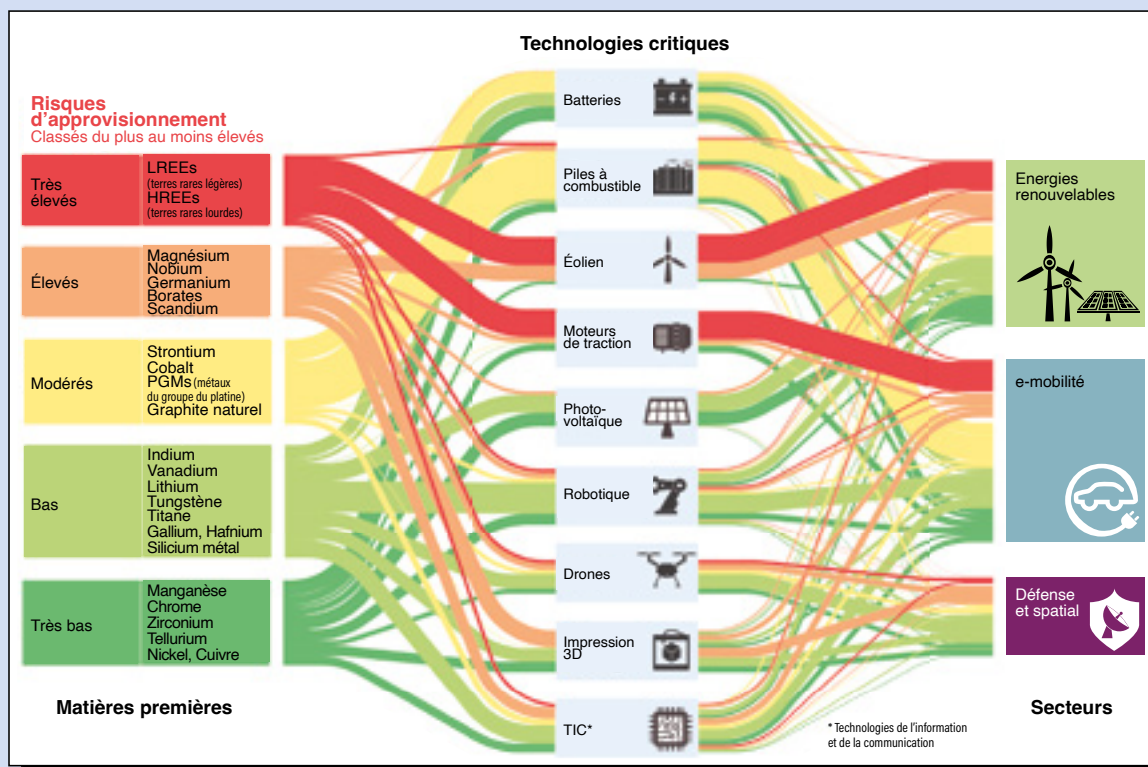 Technologies critiques
Risques
d'approvisionnement
Classés du plus au moins élevés
Très
élevés
LREEs
(terres rares légères)
HREEs
(terres rares lourdes)
Élevés
Magnésium
Nobium
Germanium
Borates
Scandium
Modérés
Strontium
Cobalt
PGMs (métaux
du groupe du platine)
Graphite naturel
Bas
Indium
Vanadium
Lithium
Tungstène
Titane
Gallium, Hafnium
Silicium métal
Très bas
Manganèse
Chrome
Zirconium
Tellurium
Nickel, Cuivre
Matières premières
Batteries
Piles à
combustible
Éolien
Moteurs
de traction
Photo-
voltaïque
Robotique
Drones
Impression
3D
TIC*
Energies
renouvelables
e-mobilité
Défense
et spatial
Secteurs
* Technologies de l'information
et de la communication